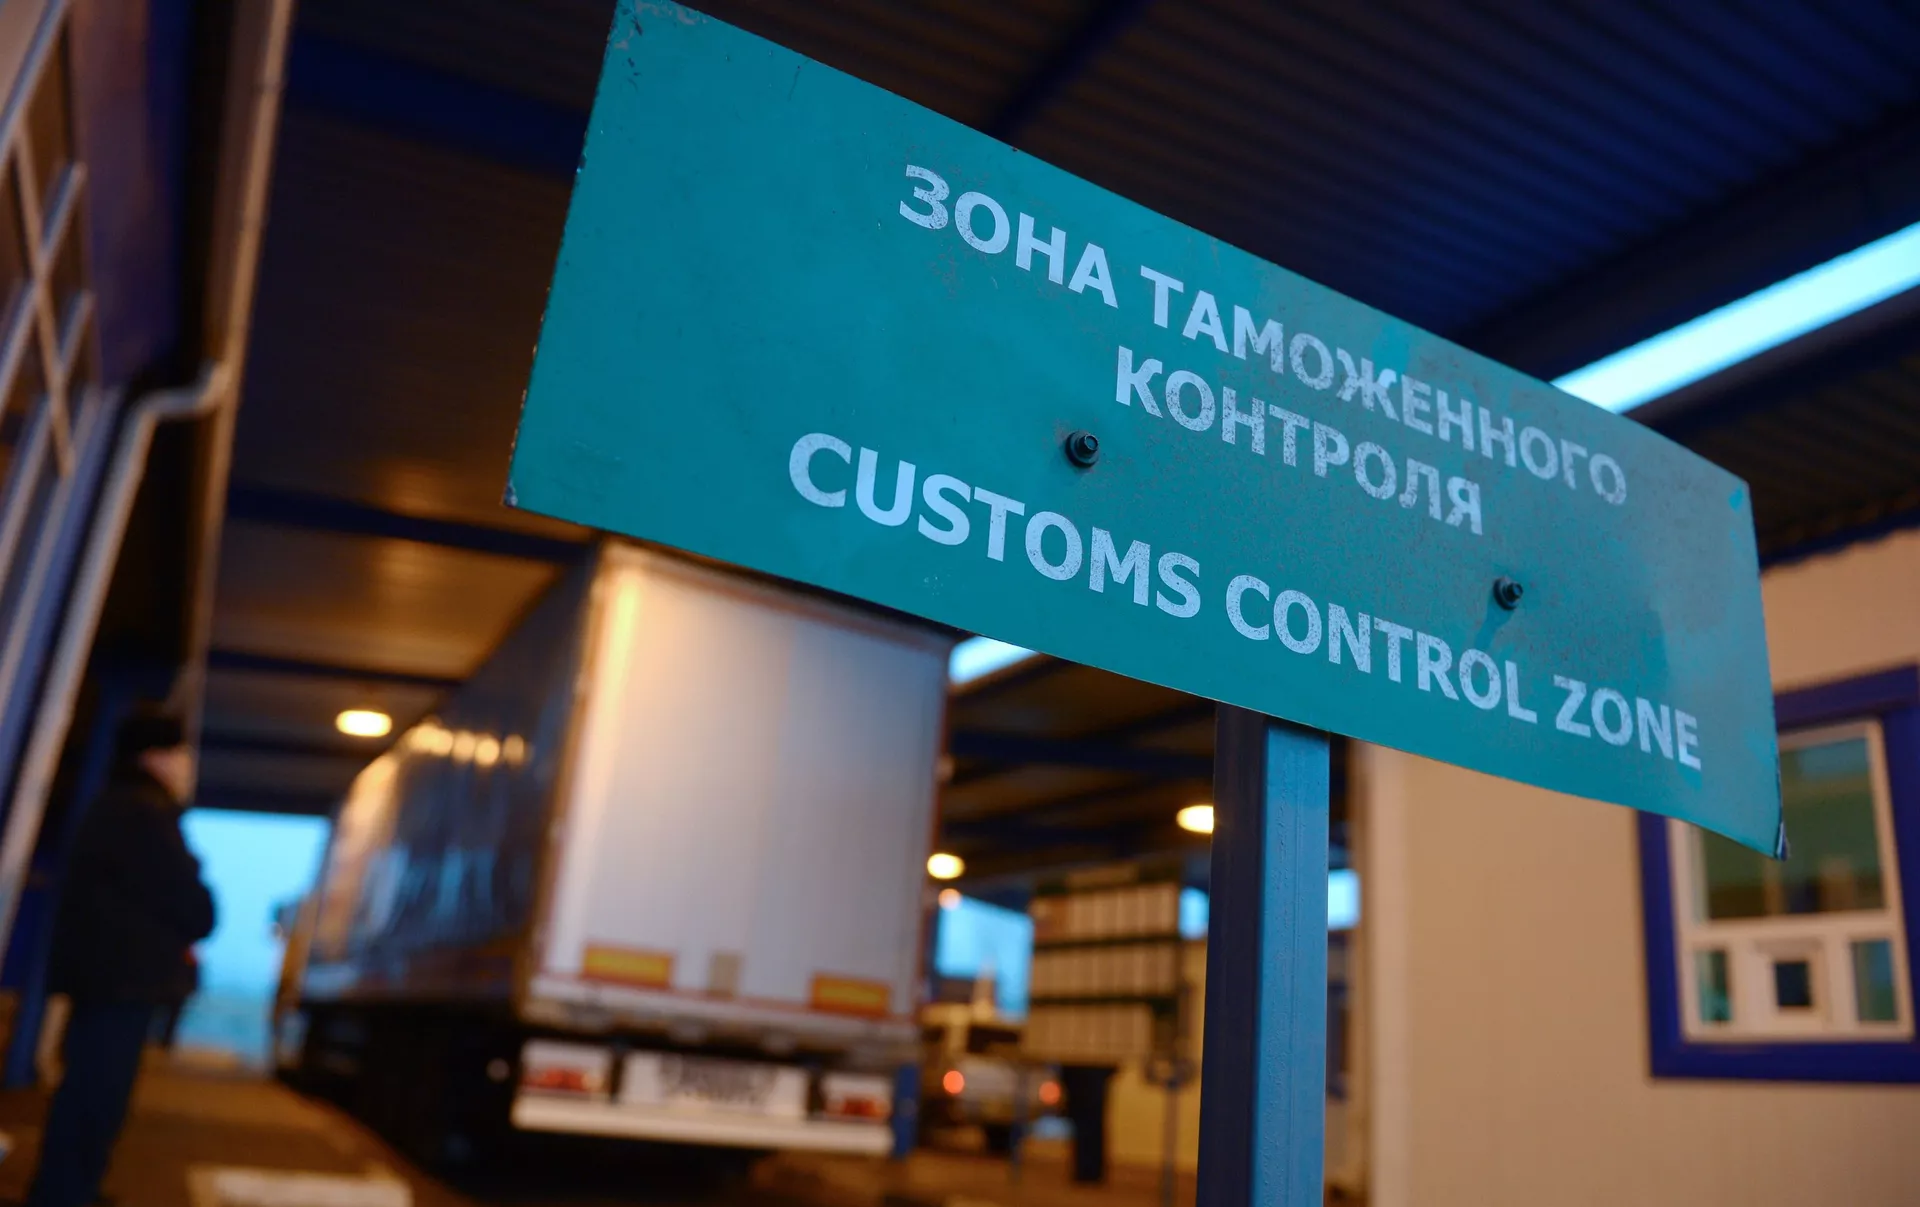 ЗОНА ТАМОЖЕННОГО
КОНТРОЛЯ
CUSTOMS CONTROL ZONE